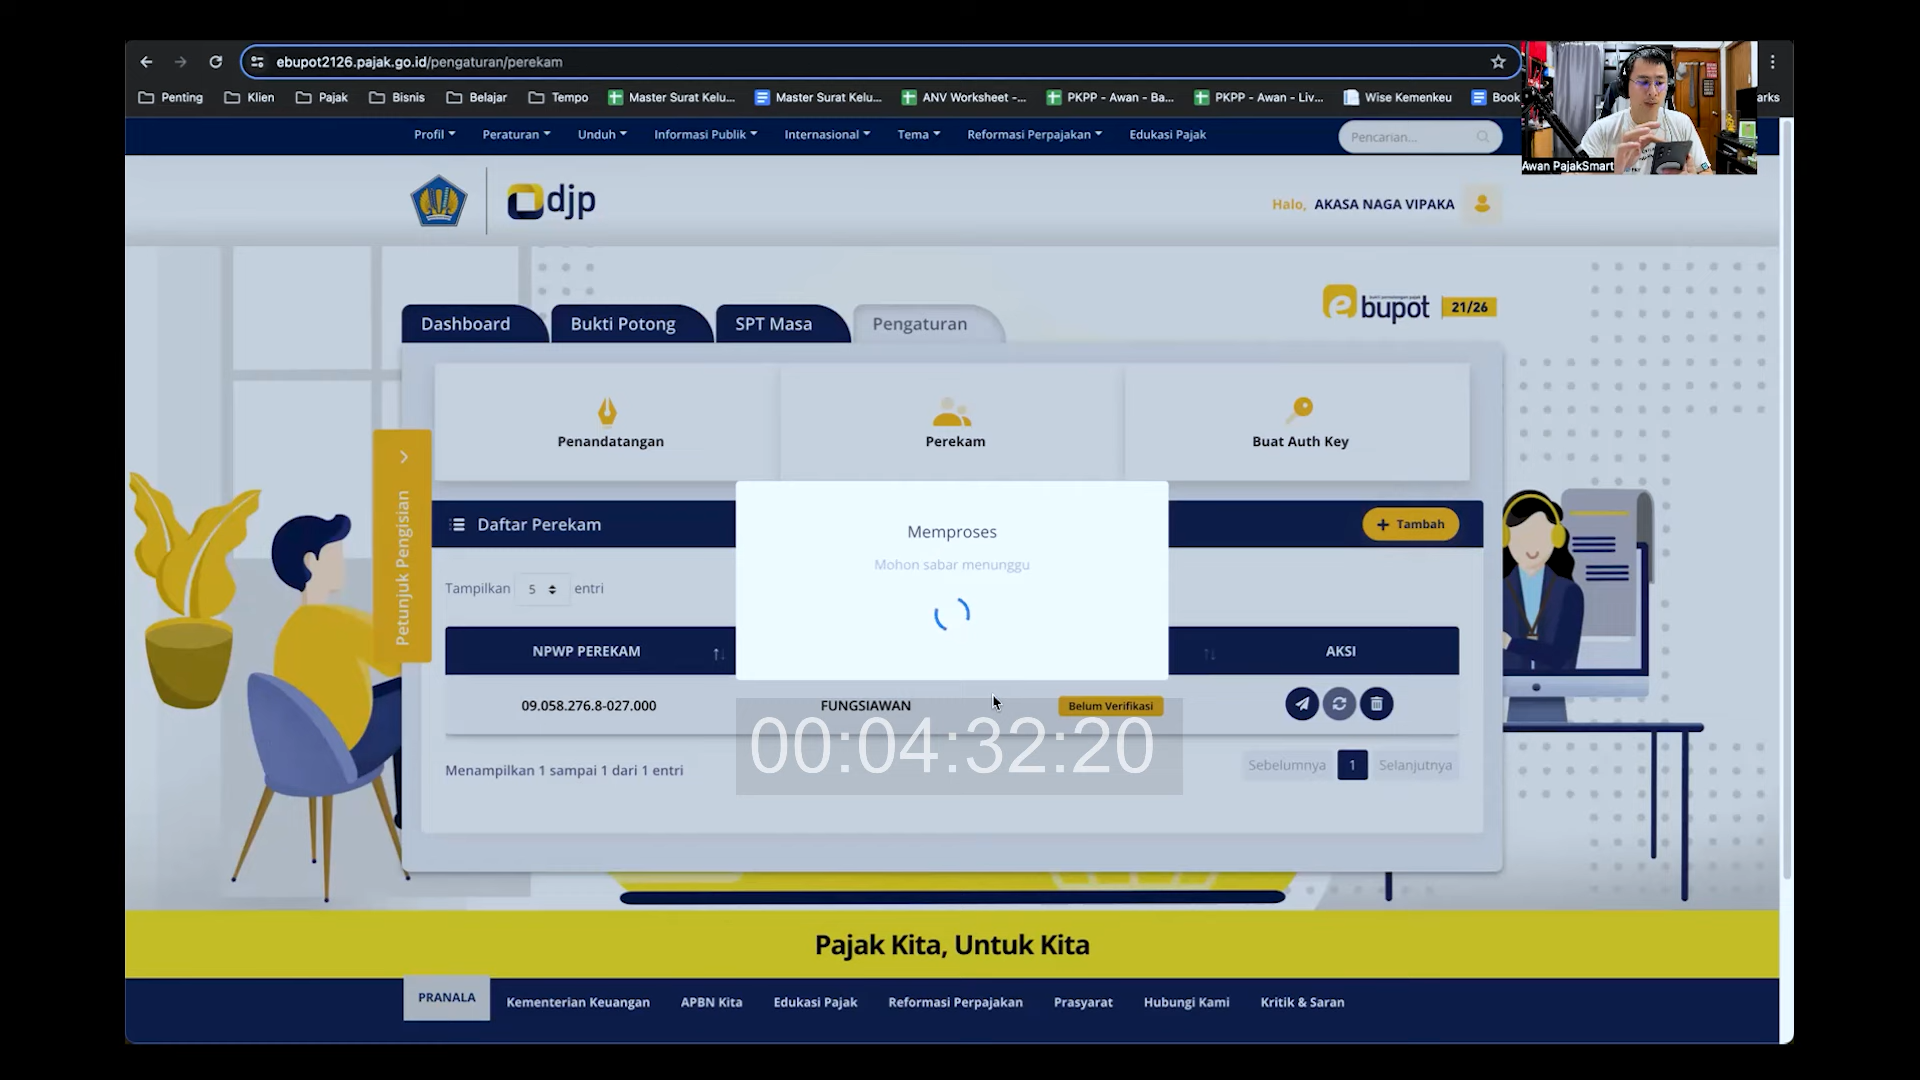 ebupot2126.pajak.go.id/pengaturan/perekam
Penting Klien Pajak Bisnis Belajar Tempo Master Surat Kelu... Master Surat Kelu... ANV Worksheet -... PKPP - Awan - Ba... PKPP - Awan - Liv... Wise Kemenkeu Book arks
Profil Peraturan Unduh Informasi Publik Internasional Tema Reformasi Perpajakan Edukasi Pajak Pencarian...
Awan PajakSmart
djp
Halo, AKASA NAGA VIPAKA
ebupot 21/26
Dashboard Bukti Potong SPT Masa Pengaturan
Penandatangan Perekam Buat Auth Key
Petunjuk Pengisian
Daftar Perekam
+ Tambah
Memproses
Mohon sabar menunggu
Tampilkan 5 entri
NPWP PEREKAM AKSI
09.058.276.8-027.000 FUNGSIAWAN Belum Verifikasi
00:04:32:20
Menampilkan 1 sampai 1 dari 1 entri
Sebelumnya 1 Selanjutnya
Pajak Kita, Untuk Kita
PRANALA Kementerian Keuangan APBN Kita Edukasi Pajak Reformasi Perpajakan Prasyarat Hubungi Kami Kritik & Saran